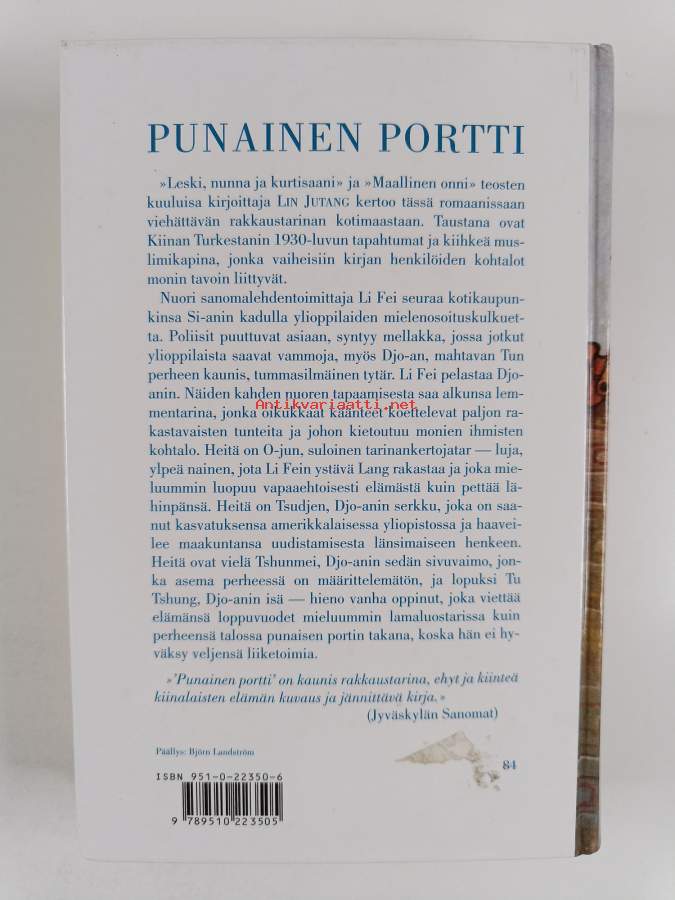 PUNAINEN PORTTI
»Leski, nunna ja kurtisaani» ja »Maallinen onni» teosten
kuuluisa kirjoittaja LIN JUTANG kertoo tässä romaanissaan
viehättävän rakkaustarinan kotimaastaan. Taustana ovat
Kiinan Turkestanin 1930-luvun tapahtumat ja kiihkeä mus-
limikapina, jonka vaiheisiin kirjan henkilöiden kohtalot
monin tavoin liittyvät.
Nuori sanomalehdentoimittaja Li Fei seuraa kotikaupun-
kinsa Si-anin kadulla ylioppilaiden mielenosoituskulkuet-
ta. Poliisit puuttuvat asiaan, syntyy mellakka, jossa jotkut
ylioppilaista saavat vammoja, myös Djo-an, mahtavan Tun
perheen kaunis, tummasilmäinen tytär. Li Fei pelastaa Djo-
anin. Näiden kahden nuoren tapaamisesta saa alkunsa lem-
mentarina, jonka oikukkaat käänteet koettelevat paljon ra-
Antikvariaatti.net
kastavaisten tunteita ja johon kietoutuu monien ihmisten
kohtalo. Heitä on O-jun, suloinen tarinankertojatar — luja,
ylpeä nainen, jota Li Fein ystävä Lang rakastaa ja joka mie-
luummin luopuu vapaaehtoisesti elämästä kuin pettää lä-
himpänsä. Heitä on Tsudjen, Djo-anin serkku, joka on saa-
nut kasvatuksensa amerikkalaisessa yliopistossa ja haavei-
lee maakuntansa uudistamisesta länsimaiseen henkeen.
Heitä ovat vielä Tshunmei, Djo-anin sedän sivuvaimo, jon-
ka asema perheessä on määrittelemätön, ja lopuksi Tu
Tshung, Djo-anin isä — hieno vanha oppinut, joka viettää
elämänsä loppuvuodet mieluummin lamaluostarissa kuin
perheensä talossa punaisen portin takana, koska hän ei hy-
väksy veljensä liiketoimia.
»'Punainen portti' on kaunis rakkaustarina, ehyt ja kiinteä
kiinalaisten elämän kuvaus ja jännittävä kirja.»
(Jyväskylän Sanomat)
Päällys: Björn Landström
84
ISBN 951-0-22350-6
9 789510 223505